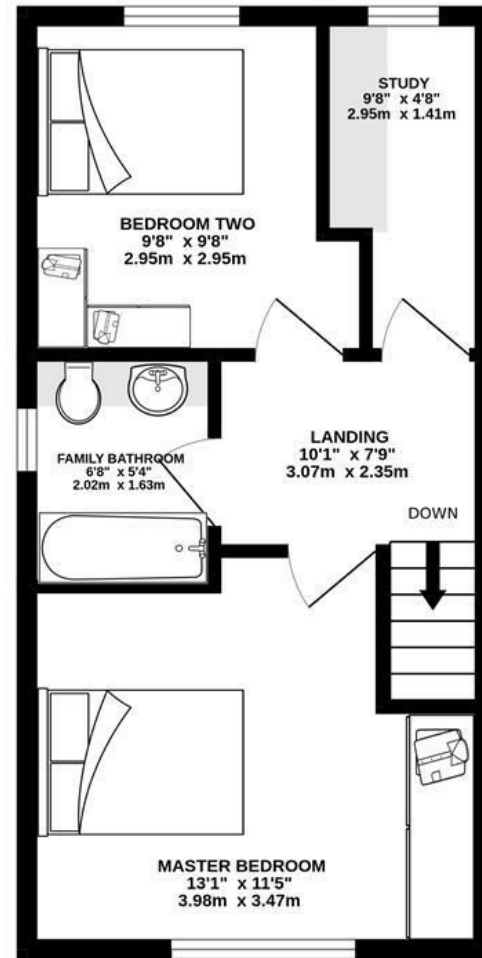 STUDY
9'8" x 4'8"
2.95m x 1.41m
BEDROOM TWO
9'8" x 9'8"
2.95m x 2.95m
LANDING
10'1" x 7'9"
3.07m x 2.35m
FAMILY BATHROOM
6'8" x 5'4"
2.02m x 1.63m
DOWN
MASTER BEDROOM
13'1" x 11'5"
3.98m x 3.47m